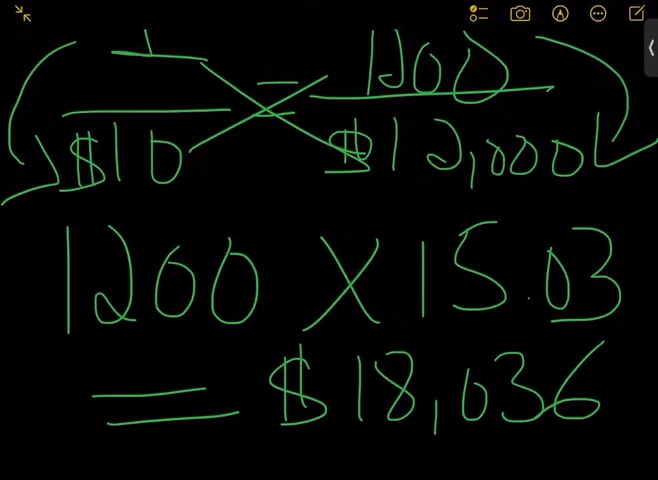 1 = 1200
$10 $12,000
1200 X 15.03
= $18,036